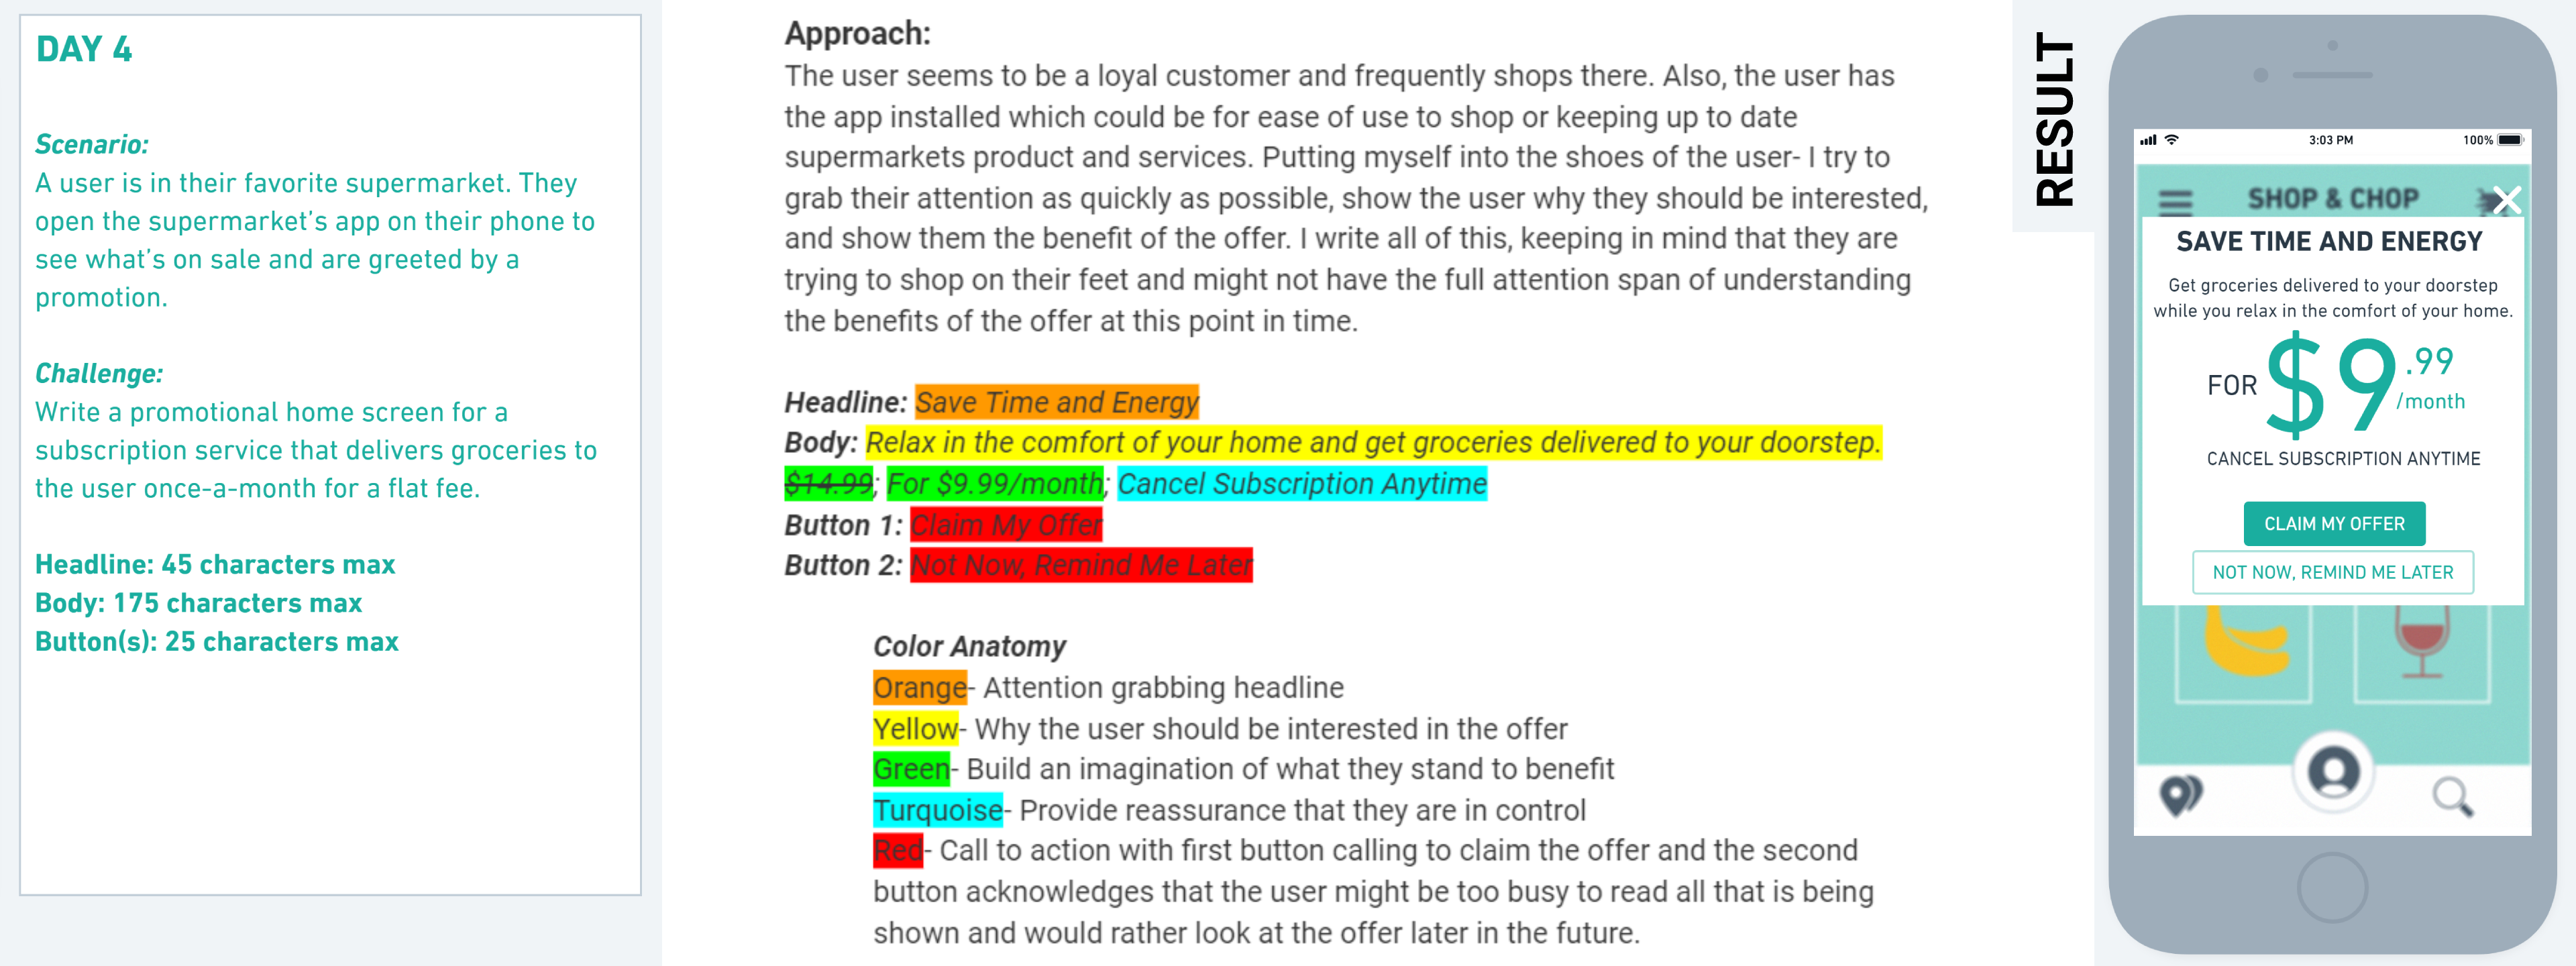 DAY 4
Scenario:
A user is in their favorite supermarket. They
open the supermarket's app on their phone to
see what's on sale and are greeted by a
promotion.
Challenge:
Write a promotional home screen for a
subscription service that delivers groceries to
the user once-a-month for a flat fee.
Headline: 45 characters max
Body: 175 characters max
Button(s): 25 characters max
Approach:
The user seems to be a loyal customer and frequently shops there. Also, the user has
the app installed which could be for ease of use to shop or keeping up to date
supermarkets product and services. Putting myself into the shoes of the user- I try to
grab their attention as quickly as possible, show the user why they should be interested,
and show them the benefit of the offer. I write all of this, keeping in mind that they are
trying to shop on their feet and might not have the full attention span of understanding
the benefits of the offer at this point in time.
Headline: Save Time and Energy
Body: Relax in the comfort of your home and get groceries delivered to your doorstep.
$14.99; For $9.99/month; Cancel Subscription Anytime
Button 1: Claim My Offer
Button 2: Not Now, Remind Me Later
Color Anatomy
Orange- Attention grabbing headline
Yellow- Why the user should be interested in the offer
Green- Build an imagination of what they stand to benefit
Turquoise- Provide reassurance that they are in control
Red- Call to action with first button calling to claim the offer and the second
button acknowledges that the user might be too busy to read all that is being
shown and would rather look at the offer later in the future.
RESULT
3:03 PM 100%
SHOP & CHOP
SAVE TIME AND ENERGY
Get groceries delivered to your doorstep
while you relax in the comfort of your home.
FOR $9.99 /month
CANCEL SUBSCRIPTION ANYTIME
CLAIM MY OFFER
NOT NOW, REMIND ME LATER